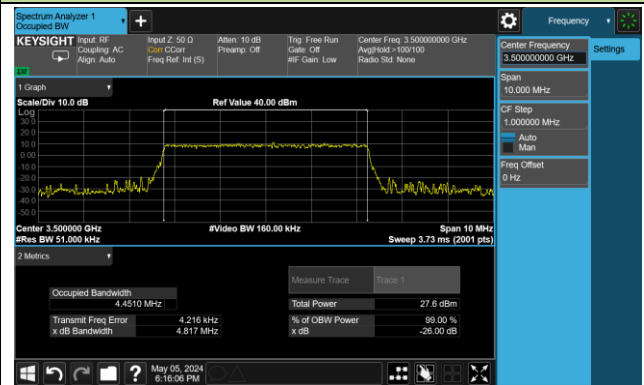 Spectrum Analyzer 1
Occupied BW
Frequency
KEYSIGHT Input: RF Input Z: 50 Ω Atten: 10 dB Trig: Free Run Center Freq: 3.500000000 GHz
Coupling: AC Corr CCorr Preamp: Off Gate: Off Avg|Hold:>100/100
Align: Auto Freq Ref: Int (S) #IF Gain: Low Radio Std: None
Center Frequency
3.500000000 GHz
Settings
Span
10.000 MHz
CF Step
1.000000 MHz
Auto
Man
Freq Offset
0 Hz
1 Graph
Scale/Div 10.0 dB Ref Value 40.00 dBm
Log
30.0
20.0
10.0
0.00
-10.0
-20.0
-30.0
-40.0
-50.0
Center 3.500000 GHz #Video BW 160.00 kHz Span 10 MHz
#Res BW 51.000 kHz Sweep 3.73 ms (2001 pts)
2 Metrics
Measure Trace Trace 1
Occupied Bandwidth
4.4510 MHz
Total Power 27.6 dBm
Transmit Freq Error 4.216 kHz % of OBW Power 99.00 %
x dB Bandwidth 4.817 MHz x dB -26.00 dB
May 05, 2024
6:16:06 PM